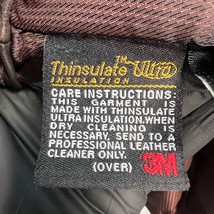 Thinsulate™ Ultra
INSULATION
CARE INSTRUCTIONS:
THIS GARMENT IS
MADE WITH THINSULATE
ULTRA INSULATION. WHEN
DRY CLEANING IS
NECESSARY, SEND TO A
PROFESSIONAL LEATHER
CLEANER ONLY.
(OVER) 3M